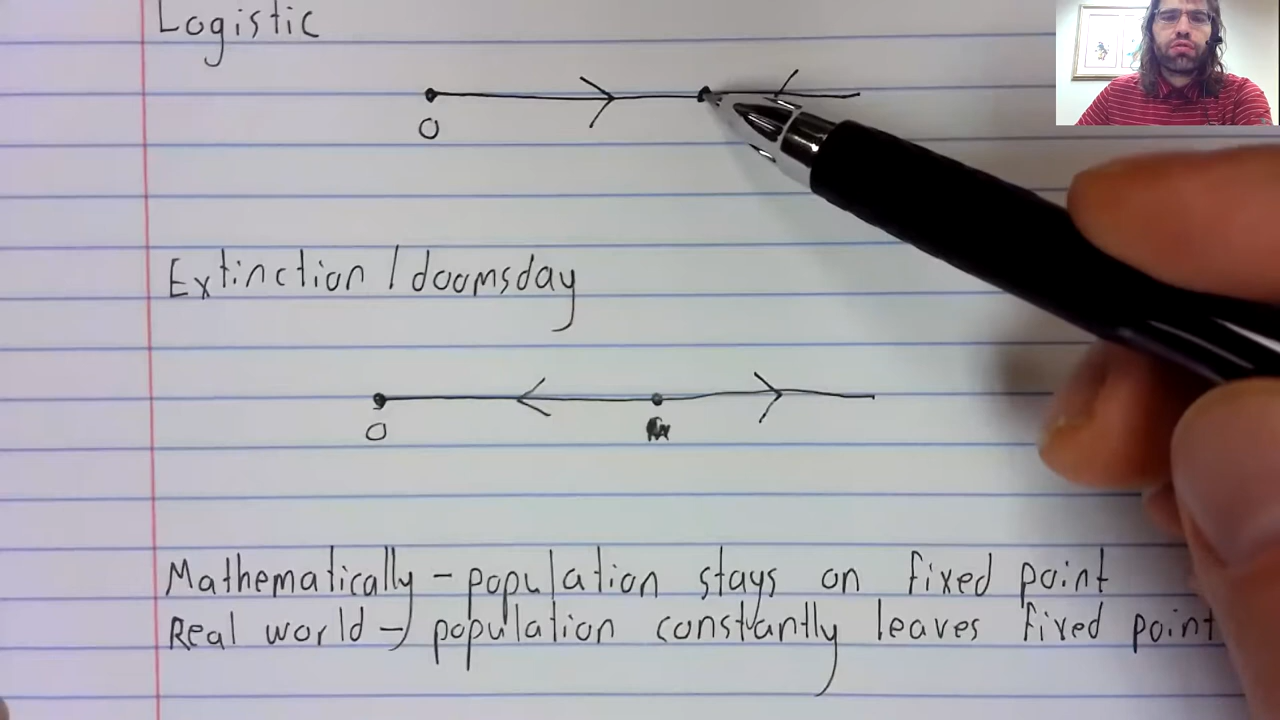 Logistic
0
Extinction / doomsday
0
Mathematically - population stays on fixed point
Real world - population constantly leaves fixed point